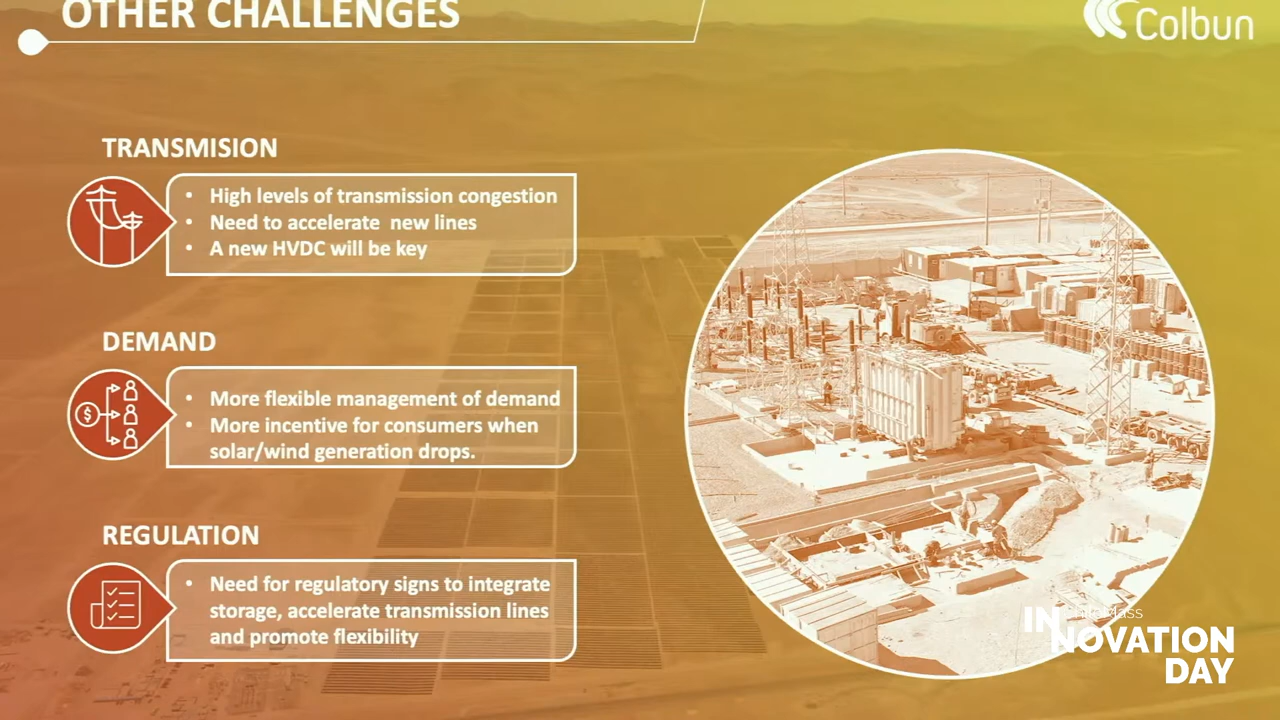 OTHER CHALLENGES
Colbun
TRANSMISION
• High levels of transmission congestion
• Need to accelerate new lines
• A new HVDC will be key
DEMAND
• More flexible management of demand
• More incentive for consumers when
solar/wind generation drops.
REGULATION
• Need for regulatory signs to integrate
storage, accelerate transmission lines
and promote flexibility
IN
NOVATION
DAY